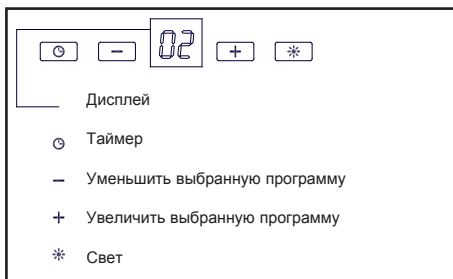 02
Дисплей
Таймер
− Уменьшить выбранную программу
+ Увеличить выбранную программу
Свет